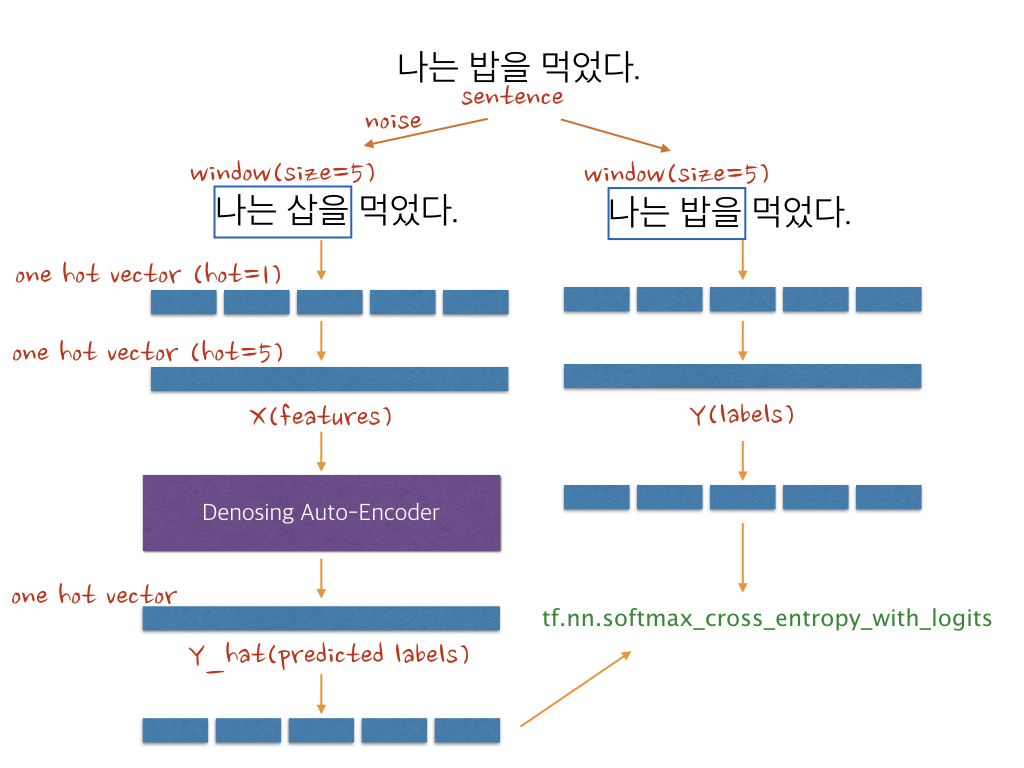 나는 밥을 먹었다.
sentence
noise
window(size=5)
나는 삽을 먹었다.
window(size=5)
나는 밥을 먹었다.
one hot vector (hot=1)
one hot vector (hot=5)
X(features)
Y(labels)
Denosing Auto-Encoder
one hot vector
tf.nn.softmax_cross_entropy_with_logits
Y_hat(predicted labels)